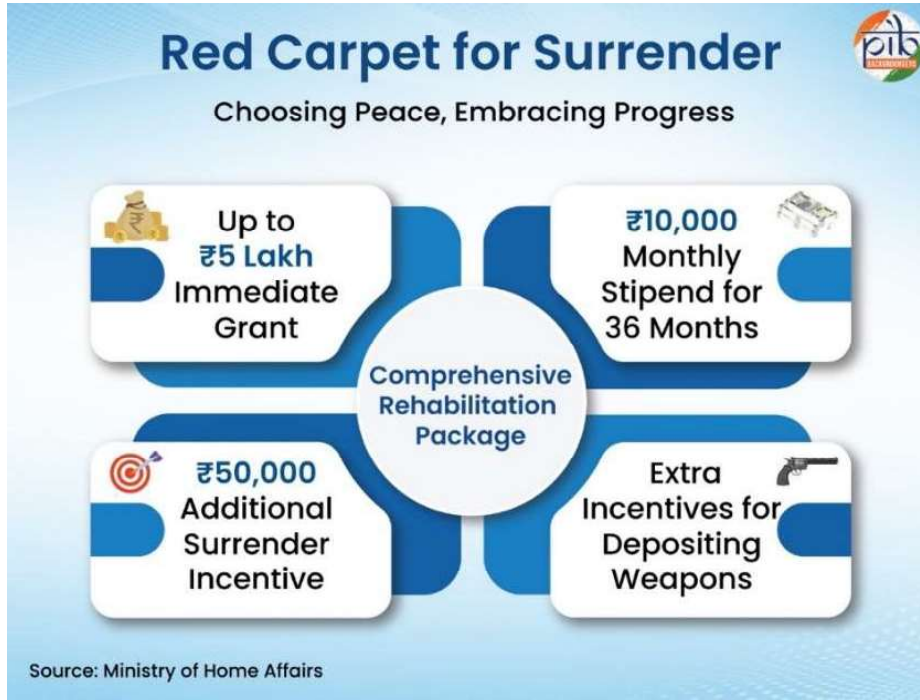 Red Carpet for Surrender
pib
BACKGROUNDERS
Choosing Peace, Embracing Progress
Up to
₹5 Lakh
Immediate
Grant
₹10,000
Monthly
Stipend for
36 Months
Comprehensive
Rehabilitation
Package
₹50,000
Additional
Surrender
Incentive
Extra
Incentives for
Depositing
Weapons
Source: Ministry of Home Affairs